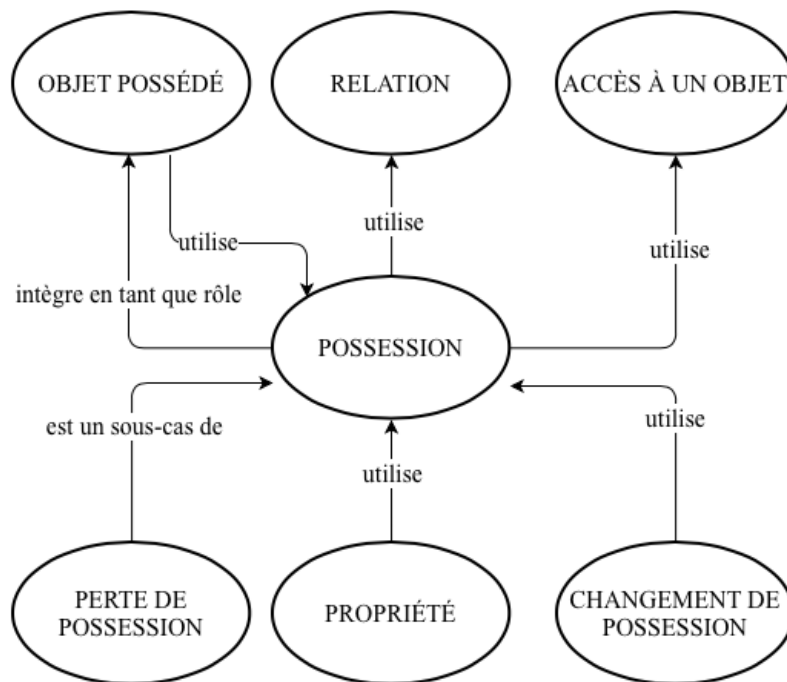 OBJET POSSÉDÉ
RELATION
ACCÈS À UN OBJET
utilise
utilise
utilise
intègre en tant que rôle
POSSESSION
est un sous-cas de
utilise
utilise
PERTE DE
POSSESSION
PROPRIÉTÉ
CHANGEMENT DE
POSSESSION